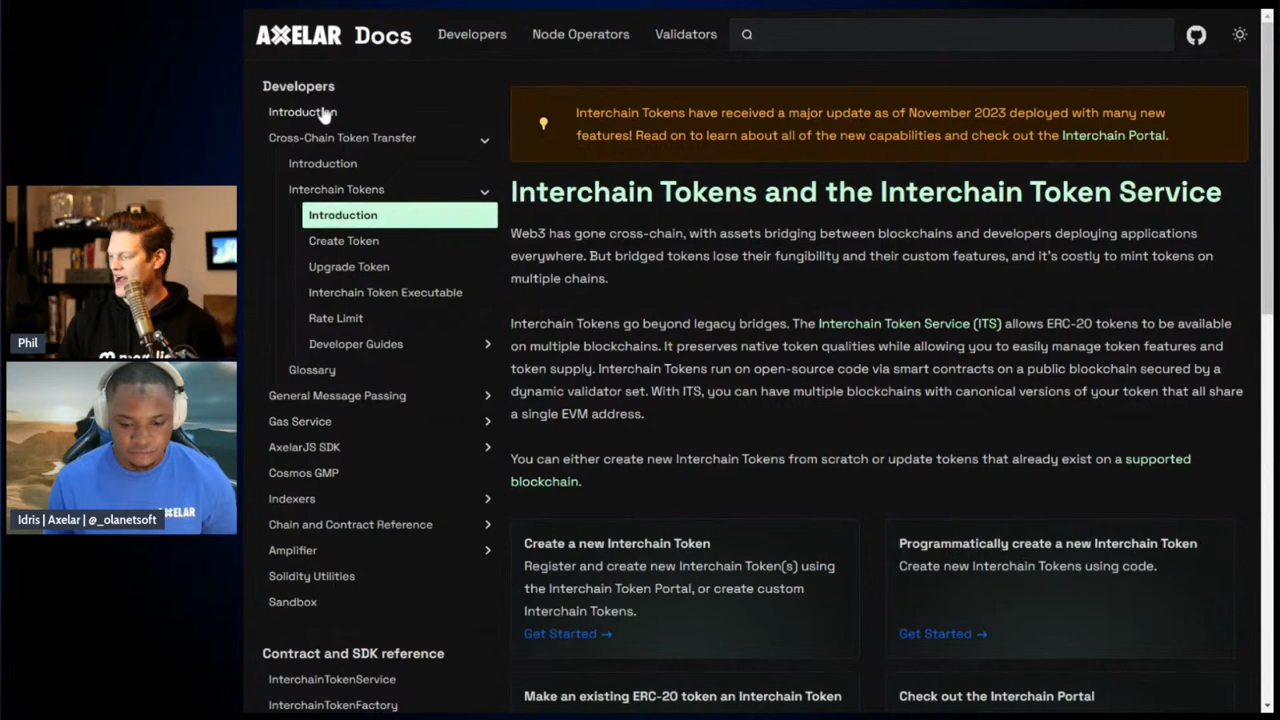 AXELAR Docs
Developers
Node Operators
Validators
Developers
Introduction
Cross-Chain Token Transfer
Introduction
Interchain Tokens
Introduction
Create Token
Upgrade Token
Interchain Token Executable
Rate Limit
Developer Guides
Glossary
General Message Passing
Gas Service
AxelarJS SDK
Cosmos GMP
Indexers
Chain and Contract Reference
Amplifier
Solidity Utilities
Sandbox
Contract and SDK reference
InterchainTokenService
InterchainTokenFactory
Interchain Tokens have received a major update as of November 2023 deployed with many new
features! Read on to learn about all of the new capabilities and check out the Interchain Portal.
Interchain Tokens and the Interchain Token Service
Web3 has gone cross-chain, with assets bridging between blockchains and developers deploying applications
everywhere. But bridged tokens lose their fungibility and their custom features, and it's costly to mint tokens on
multiple chains.
Interchain Tokens go beyond legacy bridges. The Interchain Token Service (ITS) allows ERC-20 tokens to be available
on multiple blockchains. It preserves native token qualities while allowing you to easily manage token features and
token supply. Interchain Tokens run on open-source code via smart contracts on a public blockchain secured by a
dynamic validator set. With ITS, you can have multiple blockchains with canonical versions of your token that all share
a single EVM address.
You can either create new Interchain Tokens from scratch or update tokens that already exist on a supported
blockchain.
Create a new Interchain Token
Register and create new Interchain Token(s) using
the Interchain Token Portal, or create custom
Interchain Tokens.
Get Started →
Programmatically create a new Interchain Token
Create new Interchain Tokens using code.
Get Started →
Make an existing ERC-20 token an Interchain Token
Check out the Interchain Portal
Phil
AXELAR
Idris | Axelar | @_olanetsoft